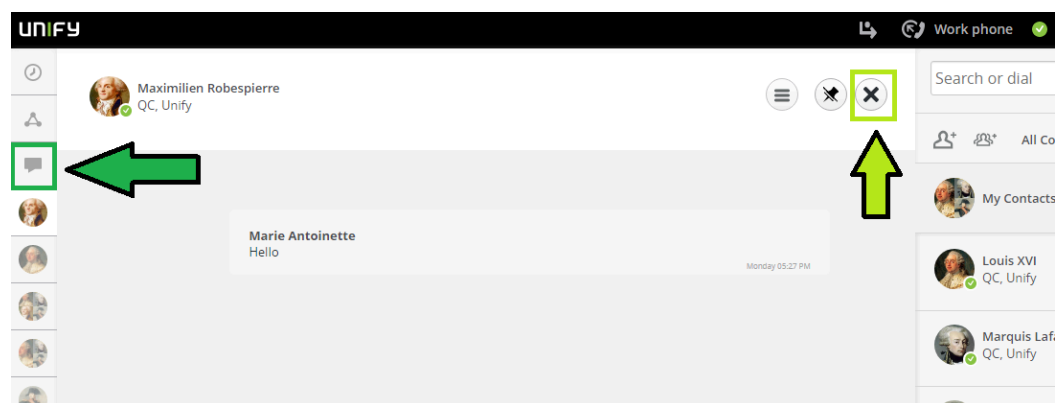 UNIFY
Work phone
Maximilien Robespierre
QC, Unify
Search or dial
All Co
My Contacts
Marie Antoinette
Hello
Monday 05:27 PM
Louis XVI
QC, Unify
Marquis Lafa
QC, Unify